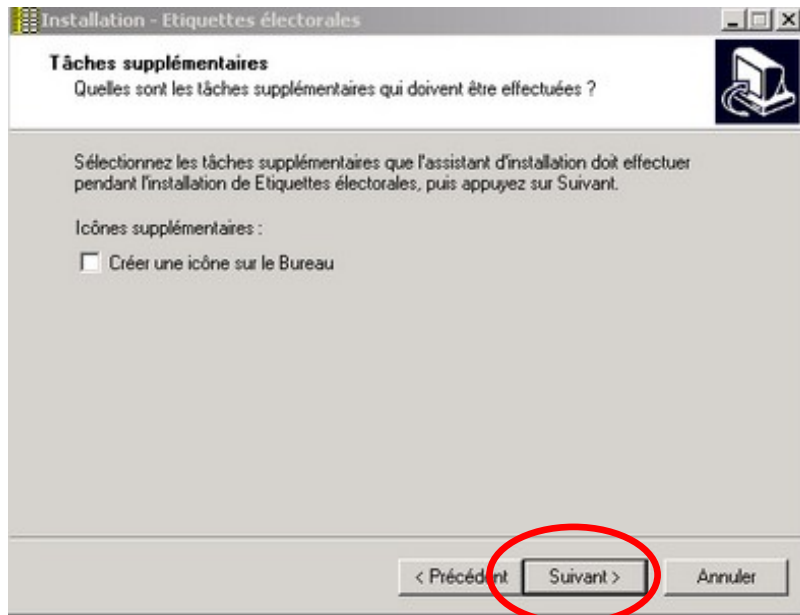 Installation - Etiquettes électorales
Tâches supplémentaires
Quelles sont les tâches supplémentaires qui doivent être effectuées ?
Sélectionnez les tâches supplémentaires que l'assistant d'installation doit effectuer
pendant l'installation de Etiquettes électorales, puis appuyez sur Suivant.
Icônes supplémentaires :
Créer une icône sur le Bureau
< Précédent Suivant > Annuler